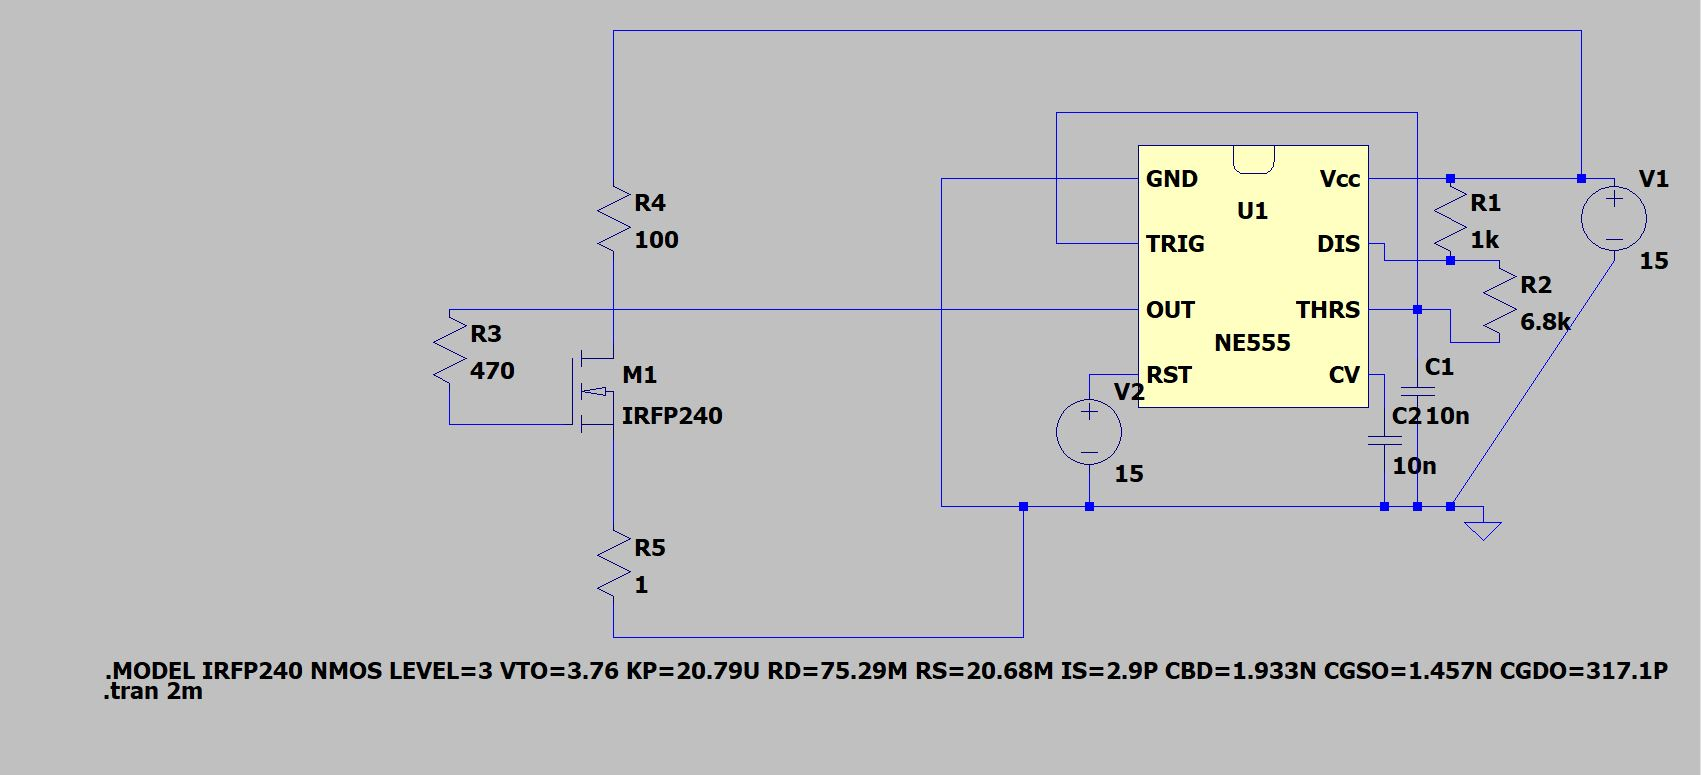 R4
100
GND
Vcc
U1
R1
1k
V1
15
TRIG
DIS
R2
6.8k
OUT
THRS
NE555
R3
470
M1
IRFP240
V2
RST
CV
C1
10n
C2
10n
15
R5
1
.MODEL IRFP240 NMOS LEVEL=3 VTO=3.76 KP=20.79U RD=75.29M RS=20.68M IS=2.9P CBD=1.933N CGSO=1.457N CGDO=317.1P
.tran 2m